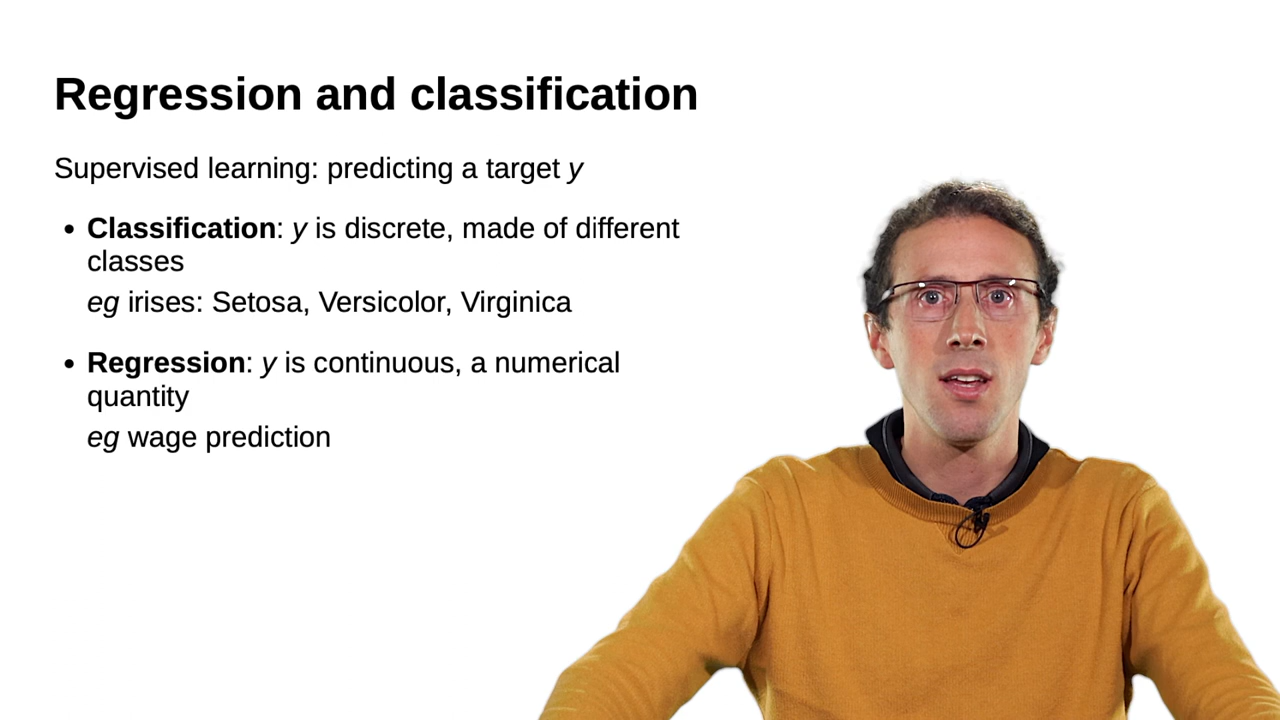 Regression and classification
Supervised learning: predicting a target y
• Classification: y is discrete, made of different
classes
eg irises: Setosa, Versicolor, Virginica
• Regression: y is continuous, a numerical
quantity
eg wage prediction